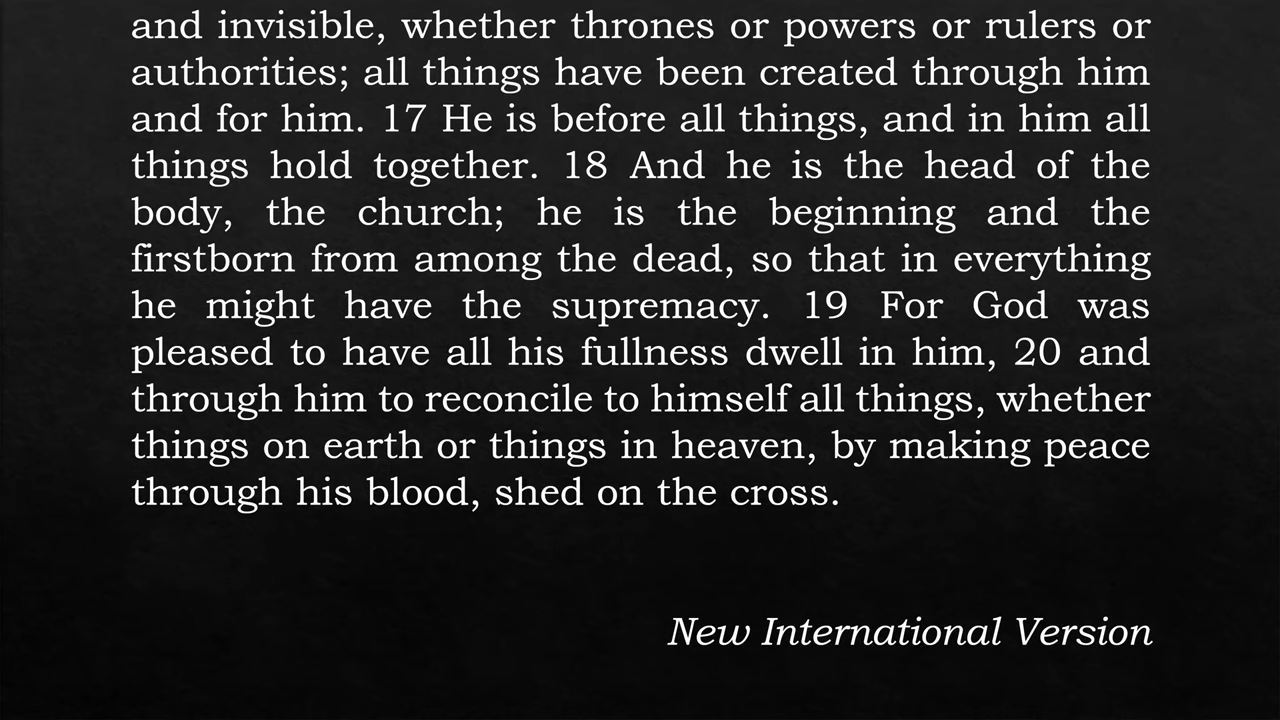 and invisible, whether thrones or powers or rulers or
authorities; all things have been created through him
and for him. 17 He is before all things, and in him all
things hold together. 18 And he is the head of the
body, the church; he is the beginning and the
firstborn from among the dead, so that in everything
he might have the supremacy. 19 For God was
pleased to have all his fullness dwell in him, 20 and
through him to reconcile to himself all things, whether
things on earth or things in heaven, by making peace
through his blood, shed on the cross.
New International Version